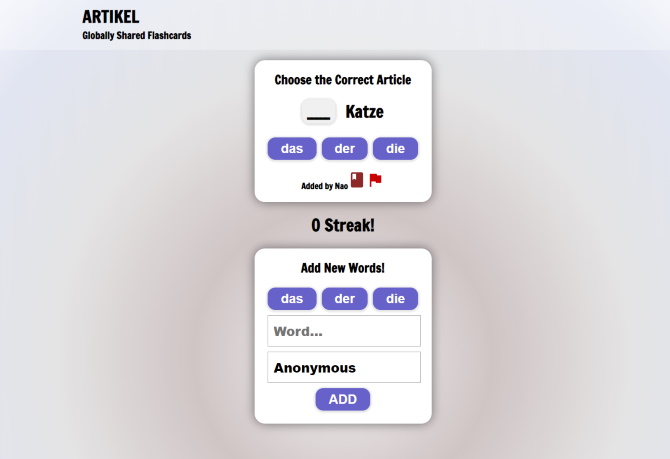 ARTIKEL
Globally Shared Flashcards
Choose the Correct Article
__ Katze
das der die
Added by Nao
0 Streak!
Add New Words!
das der die
Word...
Anonymous
ADD